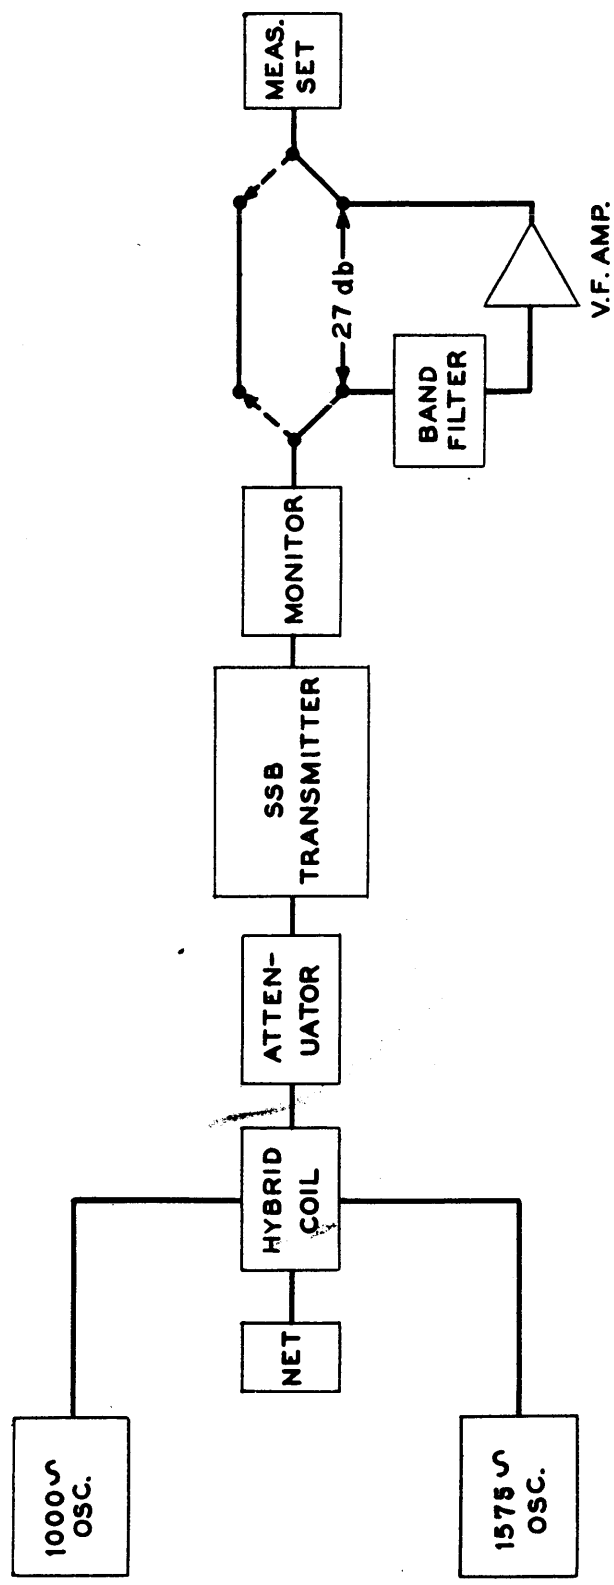 1000∿
OSC.
1575∿
OSC.
NET
HYBRID
COIL
ATTEN-
UATOR
SSB
TRANSMITTER
MONITOR
BAND
FILTER
27 db
V.F. AMP.
MEAS.
SET